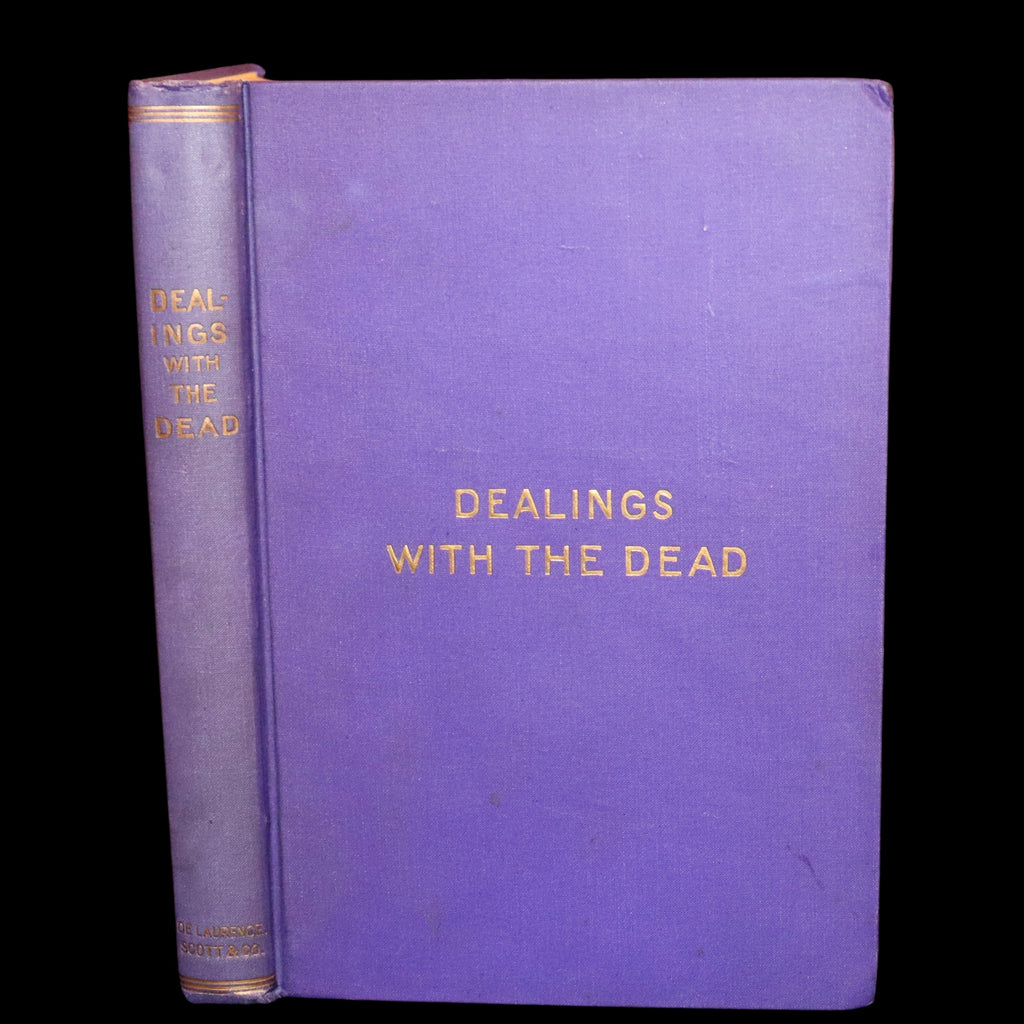 DEAL-
INGS
WITH
THE
DEAD
DE LAURENCE,
SCOTT & CO.
DEALINGS
WITH THE DEAD